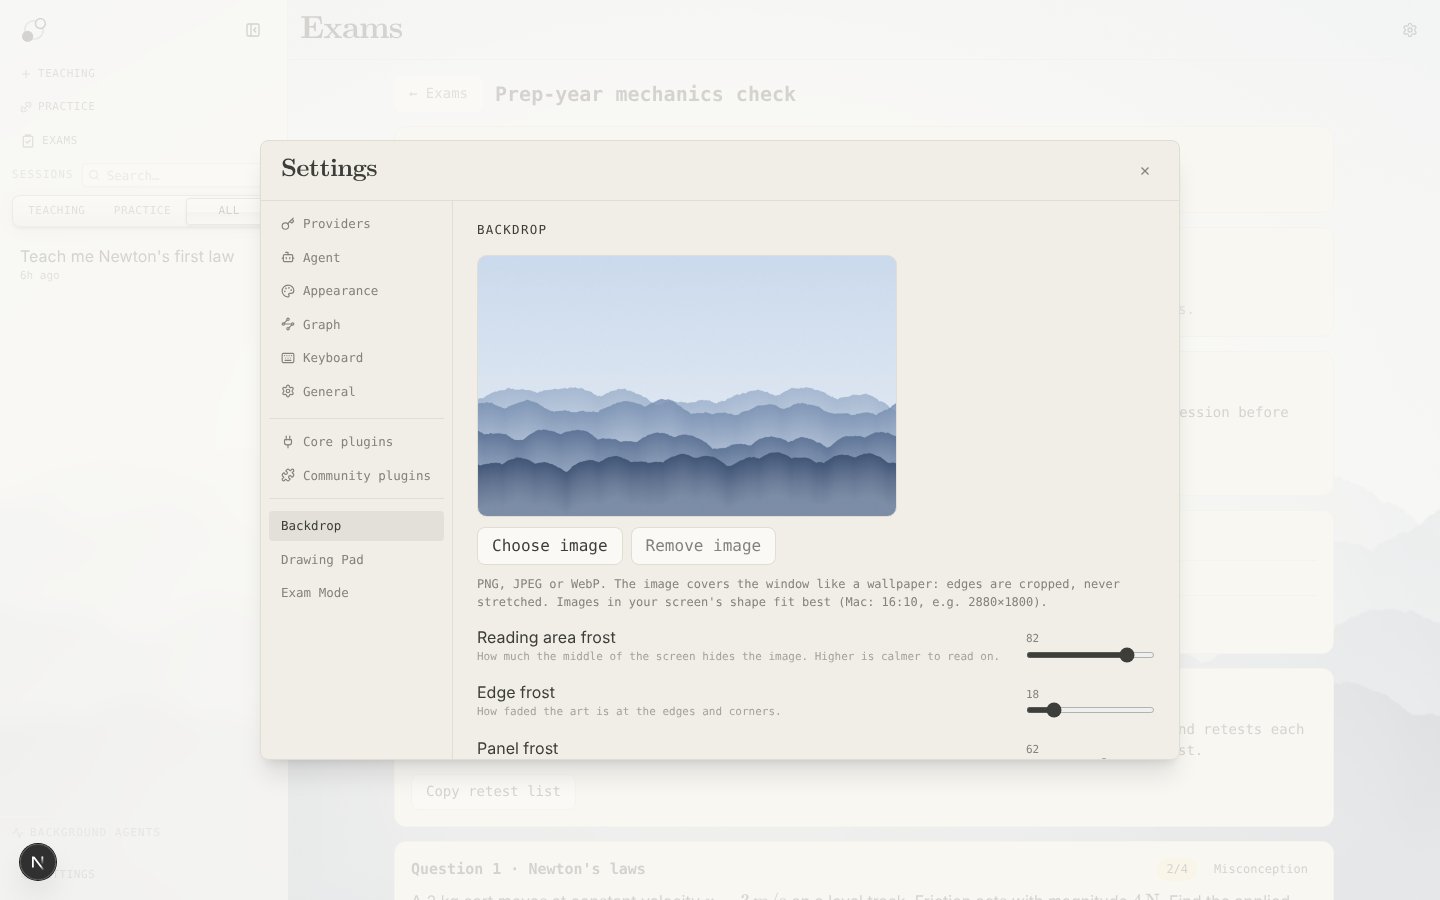 Exams
TEACHING
PRACTICE
EXAMS
SESSIONS
Search…
TEACHING PRACTICE ALL
Teach me Newton's first law
6h ago
BACKGROUND AGENTS
N
← Exams
Prep-year mechanics check
Settings
×
Providers
Agent
Appearance
Graph
Keyboard
General
Core plugins
Community plugins
Backdrop
Drawing Pad
Exam Mode
BACKDROP
Choose image
Remove image
PNG, JPEG or WebP. The image covers the window like a wallpaper: edges are cropped, never
stretched. Images in your screen's shape fit best (Mac: 16:10, e.g. 2880×1800).
Reading area frost
82
How much the middle of the screen hides the image. Higher is calmer to read on.
Edge frost
18
How faded the art is at the edges and corners.
Panel frost
62
s.
ession before
nd retests each
st.
Copy retest list
Question 1 · Newton's laws
2/4
Misconception